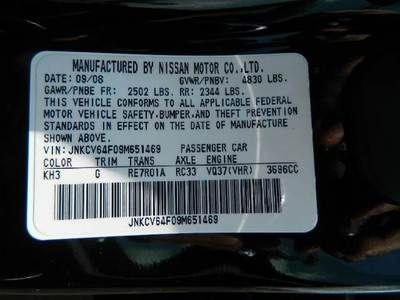 MANUFACTURED BY NISSAN MOTOR CO.,LTD.
DATE: 09/08 GVWR/PNBV: 4830 LBS.
GAWR/PNBE FR: 2502 LBS. RR: 2344 LBS.
THIS VEHICLE CONFORMS TO ALL APPLICABLE FEDERAL
MOTOR VEHICLE SAFETY,BUMPER,AND THEFT PREVENTION
STANDARDS IN EFFECT ON THE DATE OF MANUFACTURE
SHOWN ABOVE.
VIN: JNKCV64F09M651469 PASSENGER CAR
COLOR TRIM TRANS AXLE ENGINE
KH3 G RE7R01A RC33 VQ37(VHR) 3696CC
JNKCV64F09M651469